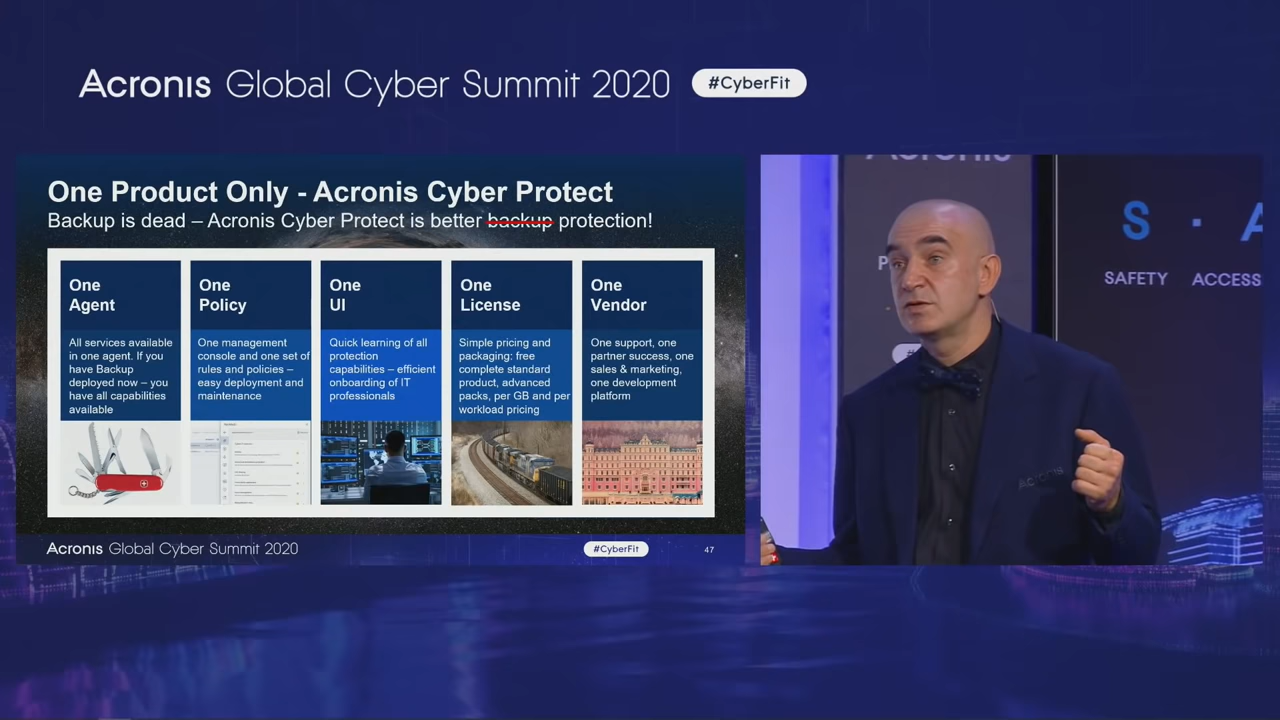 Acronis Global Cyber Summit 2020 #CyberFit
One Product Only - Acronis Cyber Protect
Backup is dead – Acronis Cyber Protect is better backup protection!
One
Agent
All services available
in one agent. If you
have Backup
deployed now – you
have all capabilities
available
One
Policy
One management
console and one set of
rules and policies –
easy deployment and
maintenance
One
UI
Quick learning of all
protection
capabilities – efficient
onboarding of IT
professionals
One
License
Simple pricing and
packaging: free
complete standard
product, advanced
packs, per GB and per
workload pricing
One
Vendor
One support, one
partner success, one
sales & marketing,
one development
platform
Acronis Global Cyber Summit 2020
#CyberFit
47
Acronis
S · A
SAFETY ACCESS
P
Acronis